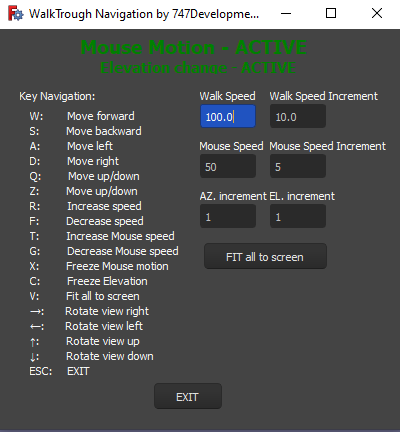 WalkTrough Navigation by 747Developme...
Mouse Motion - ACTIVE
Elevation change - ACTIVE
Key Navigation:
W: Move forward
S: Move backward
A: Move left
D: Move right
Q: Move up/down
Z: Move up/down
R: Increase speed
F: Decrease speed
T: Increase Mouse speed
G: Decrease Mouse speed
X: Freeze Mouse motion
C: Freeze Elevation
V: Fit all to screen
→: Rotate view right
←: Rotate view left
↑: Rotate view up
↓: Rotate view down
ESC: EXIT
Walk Speed Walk Speed Increment
100.0 10.0
Mouse Speed Mouse Speed Increment
50 5
AZ. increment EL. increment
1 1
FIT all to screen
EXIT